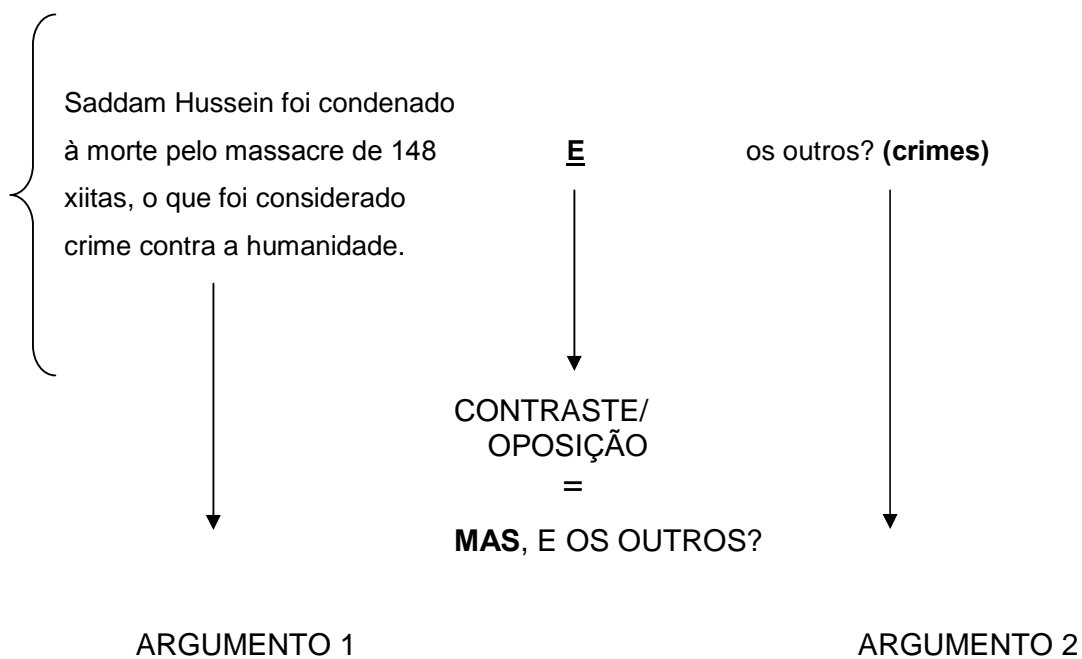 Saddam Hussein foi condenado
à morte pelo massacre de 148
xiitas, o que foi considerado
crime contra a humanidade.
E
os outros? (crimes)
CONTRASTE/
OPOSIÇÃO
=
MAS, E OS OUTROS?
ARGUMENTO 1
ARGUMENTO 2